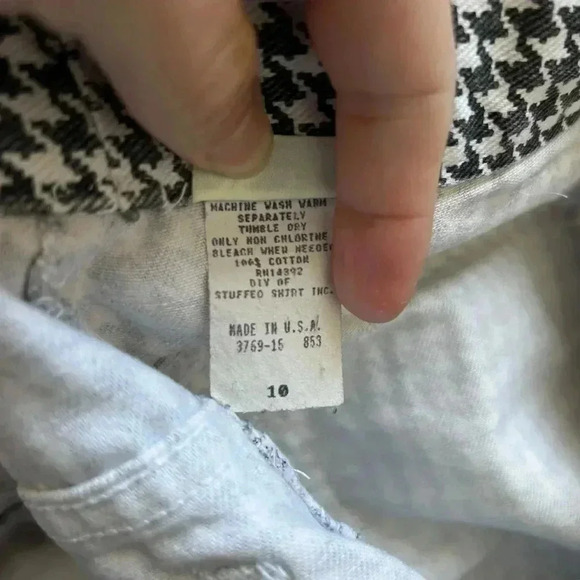 MACHINE WASH WARM
SEPARATELY
TUMBLE DRY
ONLY NON CHLORINE
BLEACH WHEN NEEDED
100% COTTON
RN14392
DIV OF
STUFFED SHIRT INC.
MADE IN U.S.A.
3769-16 853
10